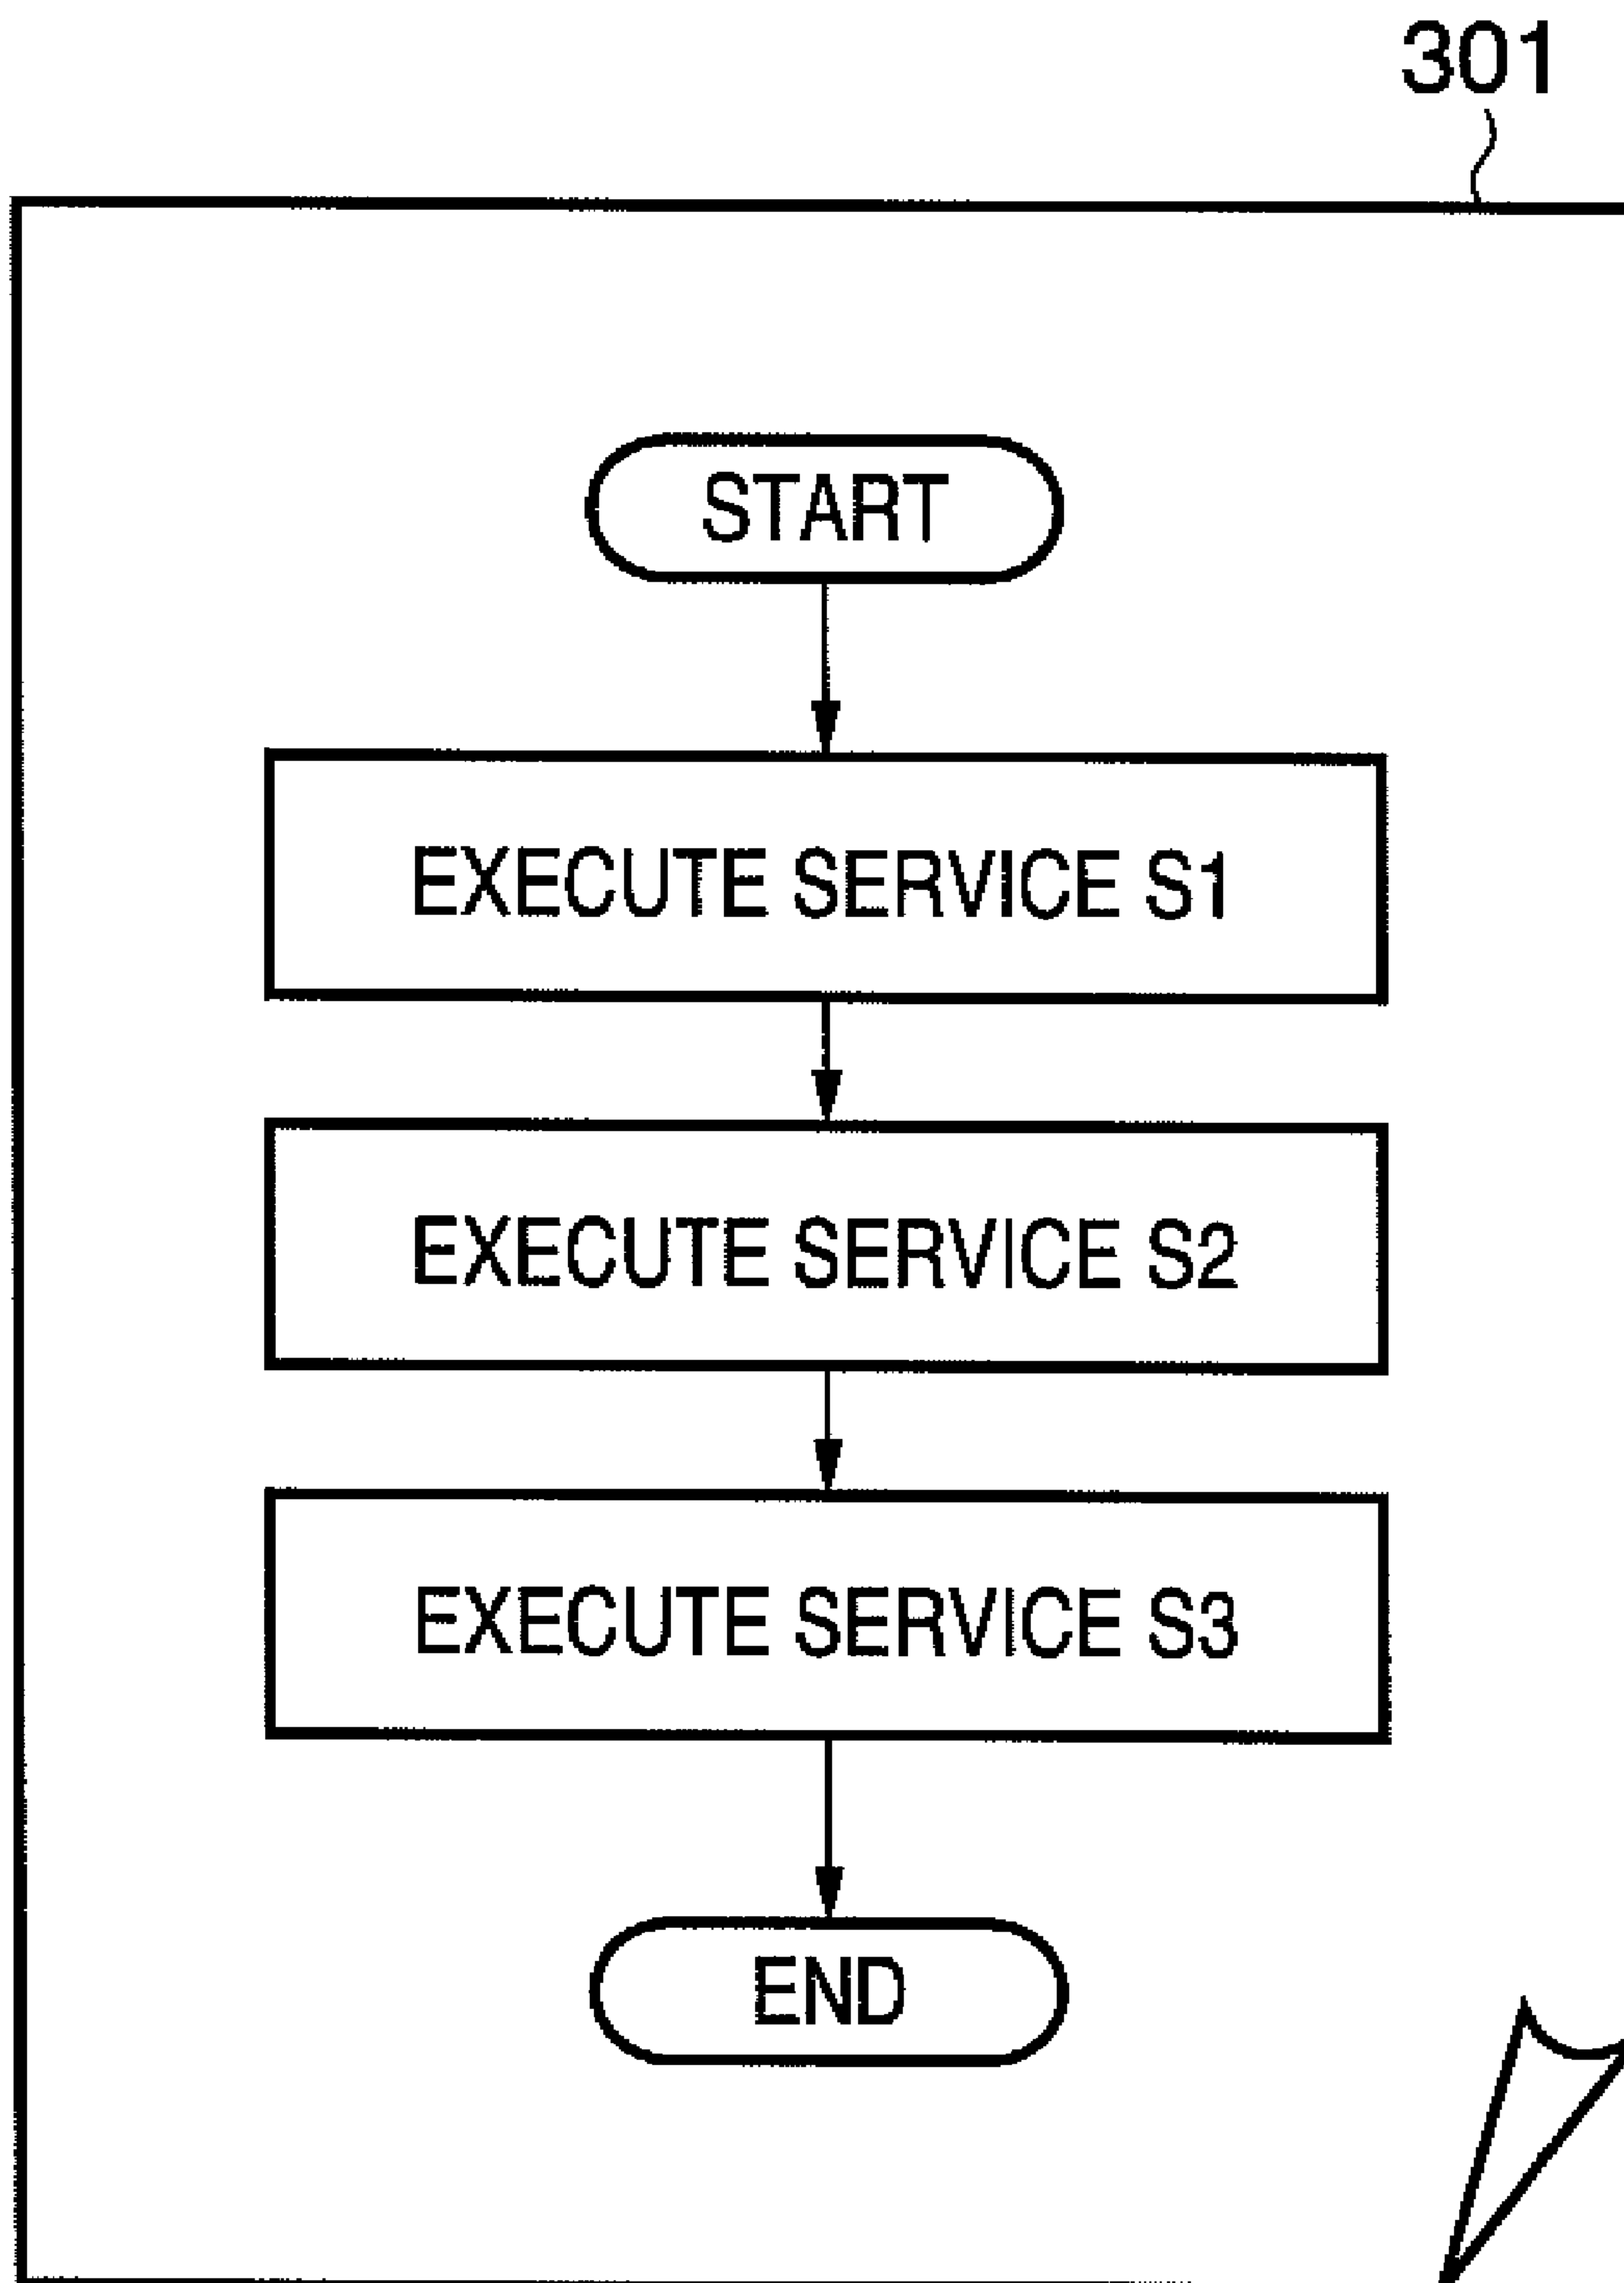 301
START
EXECUTE SERVICE S1
EXECUTE SERVICE S2
EXECUTE SERVICE S3
END